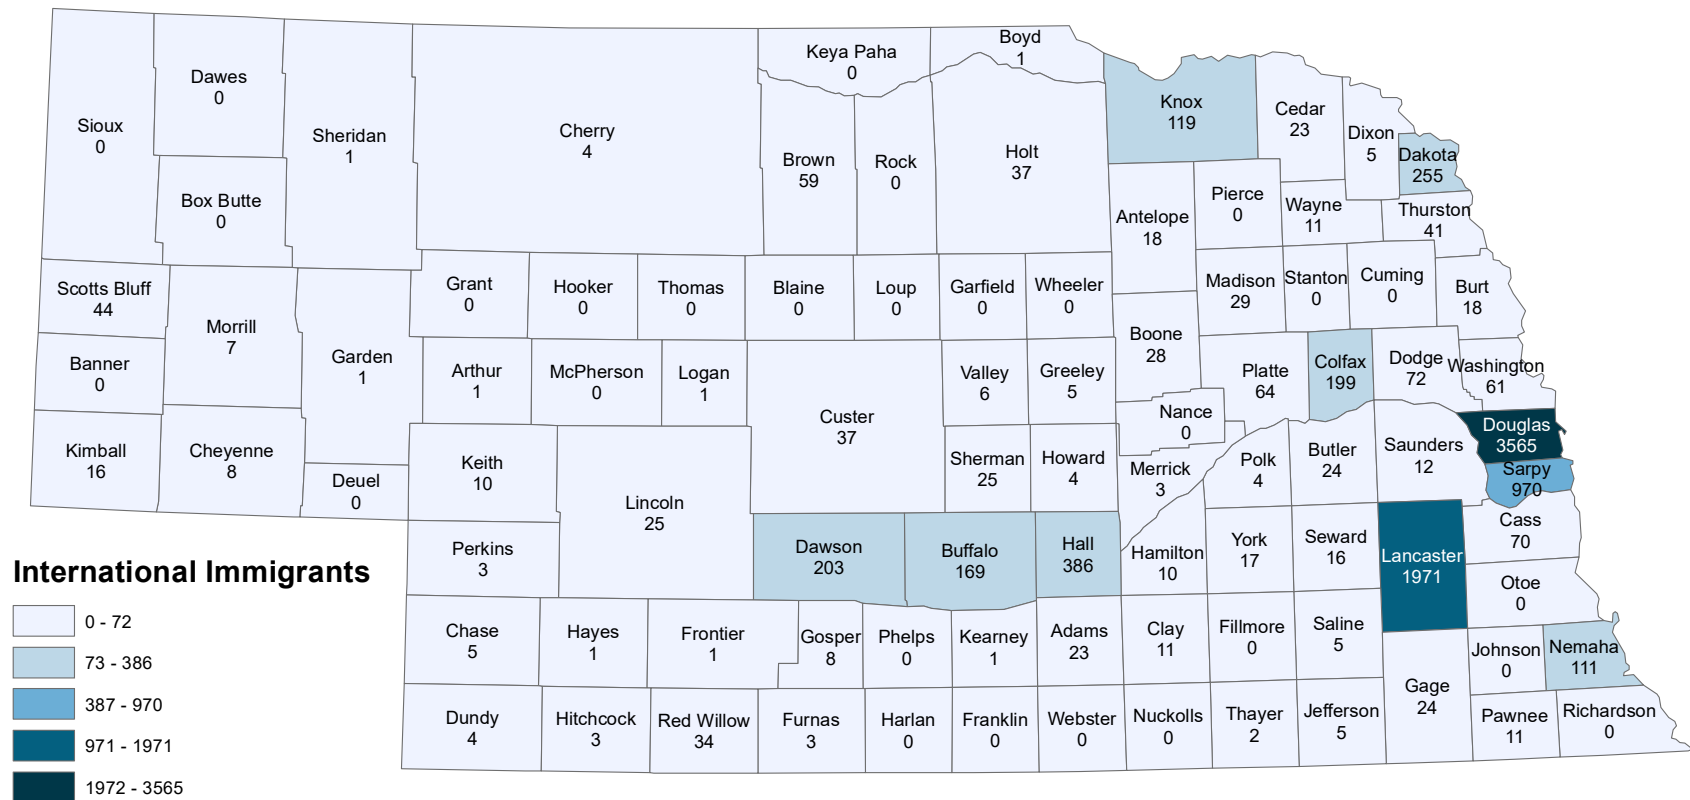 Keya Paha
0
Boyd
1
Dawes
0
Sioux
0
Sheridan
1
Cherry
4
Knox
119
Cedar
23
Dixon
5
Dakota
255
Brown
59
Rock
0
Holt
37
Box Butte
0
Antelope
18
Pierce
0
Wayne
11
Thurston
41
Scotts Bluff
44
Morrill
7
Grant
0
Hooker
0
Thomas
0
Blaine
0
Loup
0
Garfield
0
Wheeler
0
Madison
29
Stanton
0
Cuming
0
Burt
18
Banner
0
Garden
1
Arthur
1
McPherson
0
Logan
1
Custer
37
Valley
6
Greeley
5
Boone
28
Platte
64
Colfax
199
Dodge
72
Washington
61
Nance
0
Kimball
16
Cheyenne
8
Deuel
0
Keith
10
Lincoln
25
Sherman
25
Howard
4
Merrick
3
Polk
4
Butler
24
Saunders
12
Douglas
3565
Sarpy
970
Perkins
3
Dawson
203
Buffalo
169
Hall
386
Hamilton
10
York
17
Seward
16
Lancaster
1971
Cass
70
Otoe
0
Chase
5
Hayes
1
Frontier
1
Gosper
8
Phelps
0
Kearney
1
Adams
23
Clay
11
Fillmore
0
Saline
5
Johnson
0
Nemaha
111
Gage
24
Dundy
4
Hitchcock
3
Red Willow
34
Furnas
3
Harlan
0
Franklin
0
Webster
0
Nuckolls
0
Thayer
2
Jefferson
5
Pawnee
11
Richardson
0
International Immigrants
0 - 72
73 - 386
387 - 970
971 - 1971
1972 - 3565